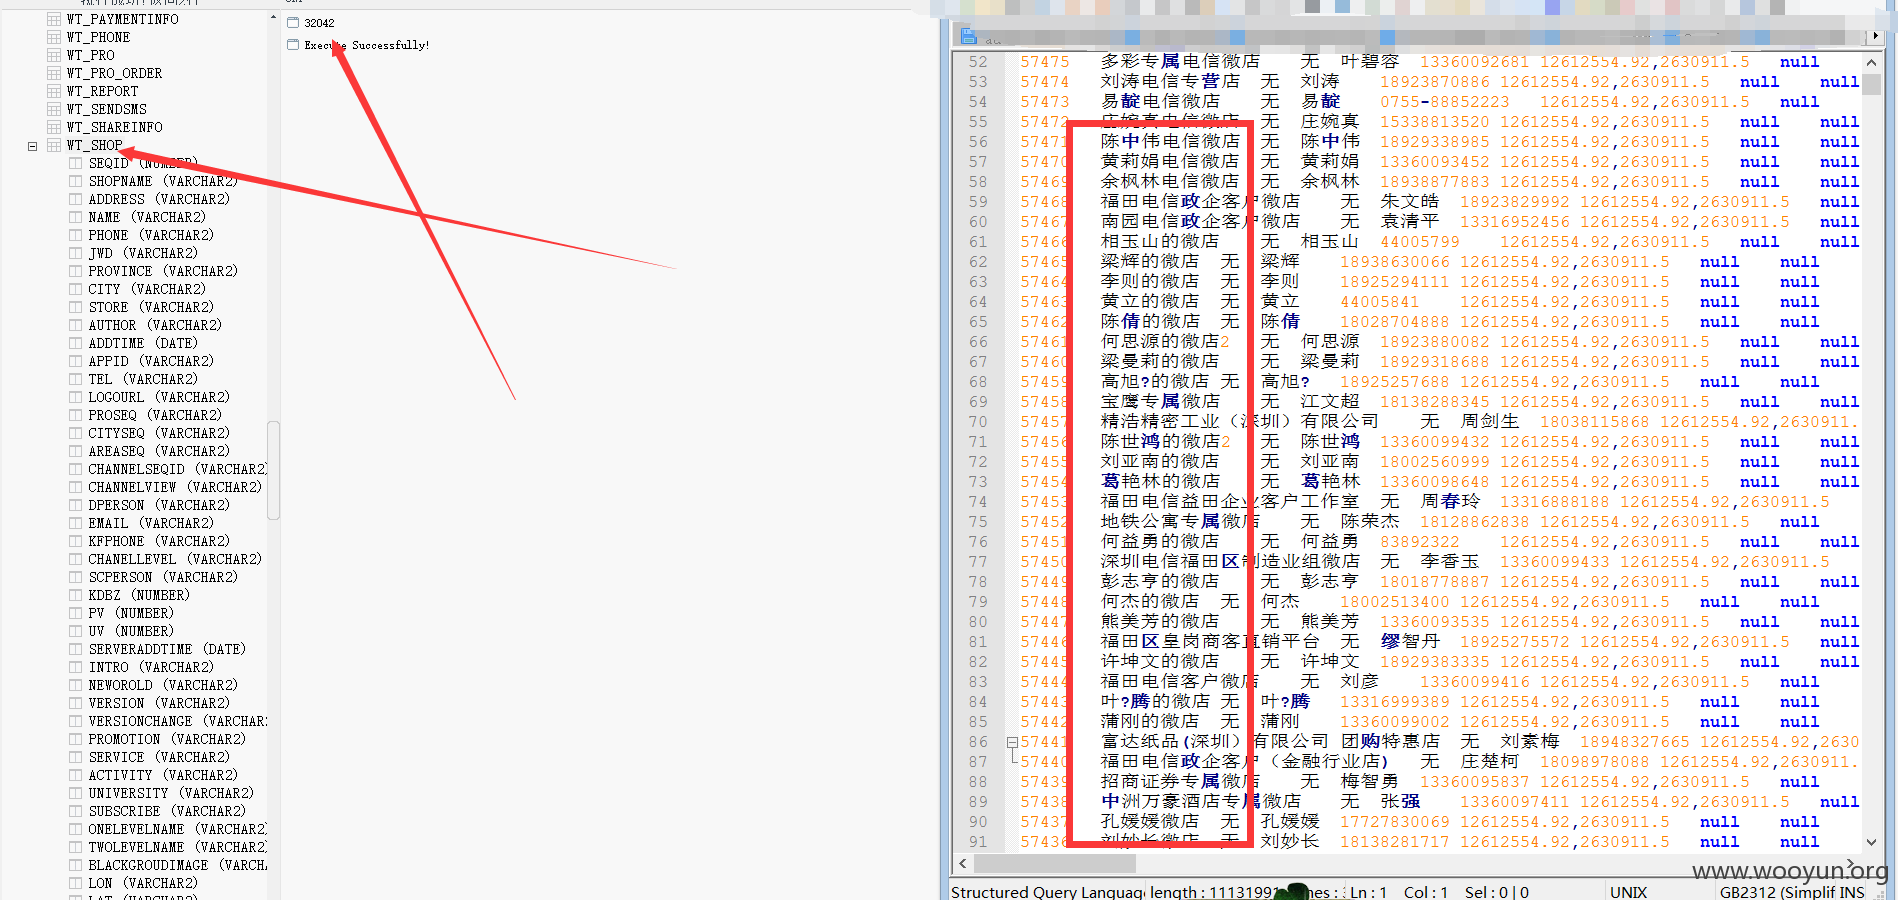 WT_PAYMENTINFO
WT_PHONE
WT_PRO
WT_PRO_ORDER
WT_REPORT
WT_SENDSMS
WT_SHAREINFO
WT_SHOP
SEQID (NUMBER)
SHOPNAME (VARCHAR2)
ADDRESS (VARCHAR2)
NAME (VARCHAR2)
PHONE (VARCHAR2)
JWD (VARCHAR2)
PROVINCE (VARCHAR2)
CITY (VARCHAR2)
STORE (VARCHAR2)
AUTHOR (VARCHAR2)
ADDTIME (DATE)
APPID (VARCHAR2)
TEL (VARCHAR2)
LOGOURL (VARCHAR2)
PROSEQ (VARCHAR2)
CITYSEQ (VARCHAR2)
AREASEQ (VARCHAR2)
CHANNELSEQID (VARCHAR2)
CHANNELVIEW (VARCHAR2)
DPERSON (VARCHAR2)
EMAIL (VARCHAR2)
KFPHONE (VARCHAR2)
CHANELLEVEL (VARCHAR2)
SCPERSON (VARCHAR2)
KDBZ (NUMBER)
PV (NUMBER)
UV (NUMBER)
SERVERADDTIME (DATE)
INTRO (VARCHAR2)
NEWOROLD (VARCHAR2)
VERSION (VARCHAR2)
VERSIONCHANGE (VARCHAR
PROMOTION (VARCHAR2)
SERVICE (VARCHAR2)
ACTIVITY (VARCHAR2)
UNIVERSITY (VARCHAR2)
SUBSCRIBE (VARCHAR2)
ONELEVELNAME (VARCHAR2)
TWOLEVELNAME (VARCHAR2)
BLACKGROUDIMAGE (VARCH
LON (VARCHAR2)
32042
Execute Successfully!
52 57475 多彩专属电信微店 无 叶碧容 13360092681 12612554.92,2630911.5 null
53 57474 刘涛电信专营店 无 刘涛 18923870886 12612554.92,2630911.5 null null
54 57473 易靛电信微店 无 易靛 0755-88852223 12612554.92,2630911.5 null
55 57472 庄婉真电信微店 无 庄婉真 15338813520 12612554.92,2630911.5 null null
56 57471 陈中伟电信微店 无 陈中伟 18929338985 12612554.92,2630911.5 null null
57 57470 黄莉娟电信微店 无 黄莉娟 13360093452 12612554.92,2630911.5 null null
58 57469 余枫林电信微店 无 余枫林 18938877883 12612554.92,2630911.5 null null
59 57468 福田电信政企客户微店 无 朱文皓 18923829992 12612554.92,2630911.5 null
60 57467 南园电信政企客户微店 无 袁清平 13316952456 12612554.92,2630911.5 null
61 57466 相玉山的微店 无 相玉山 44005799 12612554.92,2630911.5 null null
62 57465 梁辉的微店 无 梁辉 18938630066 12612554.92,2630911.5 null null
63 57464 李则的微店 无 李则 18925294111 12612554.92,2630911.5 null null
64 57463 黄立的微店 无 黄立 44005841 12612554.92,2630911.5 null null
65 57462 陈倩的微店 无 陈倩 18028704888 12612554.92,2630911.5 null null
66 57461 何思源的微店2 无 何思源 18923880082 12612554.92,2630911.5 null null
67 57460 梁曼莉的微店 无 梁曼莉 18929318688 12612554.92,2630911.5 null null
68 57459 高旭?的微店 无 高旭? 18925257688 12612554.92,2630911.5 null null
69 57458 宝鹰专属微店 无 江文超 18138288345 12612554.92,2630911.5 null null
70 57457 精浩精密工业（深圳）有限公司 无 周剑生 18038115868 12612554.92,2630911.
71 57456 陈世鸿的微店2 无 陈世鸿 13360099432 12612554.92,2630911.5 null null
72 57455 刘亚南的微店 无 刘亚南 18002560999 12612554.92,2630911.5 null null
73 57454 葛艳林的微店 无 葛艳林 13360098648 12612554.92,2630911.5 null null
74 57453 福田电信益田企业客户工作室 无 周春玲 13316888188 12612554.92,2630911.5
75 57452 地铁公寓专属微店 无 陈荣杰 18128862838 12612554.92,2630911.5 null
76 57451 何益勇的微店 无 何益勇 83892322 12612554.92,2630911.5 null null
77 57450 深圳电信福田区制造业组微店 无 李香玉 13360099433 12612554.92,2630911.5
78 57449 彭志亨的微店 无 彭志亨 18018778887 12612554.92,2630911.5 null null
79 57448 何杰的微店 无 何杰 18002513400 12612554.92,2630911.5 null null
80 57447 熊美芳的微店 无 熊美芳 13360093535 12612554.92,2630911.5 null null
81 57446 福田区皇岗商客直销平台 无 缪智丹 18925275572 12612554.92,2630911.5 null
82 57445 许坤文的微店 无 许坤文 18929383335 12612554.92,2630911.5 null null
83 57444 福田电信客户微店 无 刘彦 13360099416 12612554.92,2630911.5 null
84 57443 叶?腾的微店 无 叶?腾 13316999389 12612554.92,2630911.5 null null
85 57442 蒲刚的微店 无 蒲刚 13360099002 12612554.92,2630911.5 null null
86 57441 富达纸品(深圳）有限公司 团购特惠店 无 刘素梅 18948327665 12612554.92,2630
87 57440 福田电信政企客户（金融行业店) 无 庄楚柯 18098978088 12612554.92,2630911.
88 57439 招商证券专属微店 无 梅智勇 13360095837 12612554.92,2630911.5 null
89 57438 中洲万豪酒店专属微店 无 张强 13360097411 12612554.92,2630911.5 null
90 57437 孔媛媛微店 无 孔媛媛 17727830069 12612554.92,2630911.5 null null
91 57436 刘妙长微店 无 刘妙长 18138281717 12612554.92,2630911.5 null null
www.wooyun.org
Structured Query Languag length : 11131991 nes : Ln : 1 Col : 1 Sel : 0 | 0 UNIX GB2312 (Simplif INS